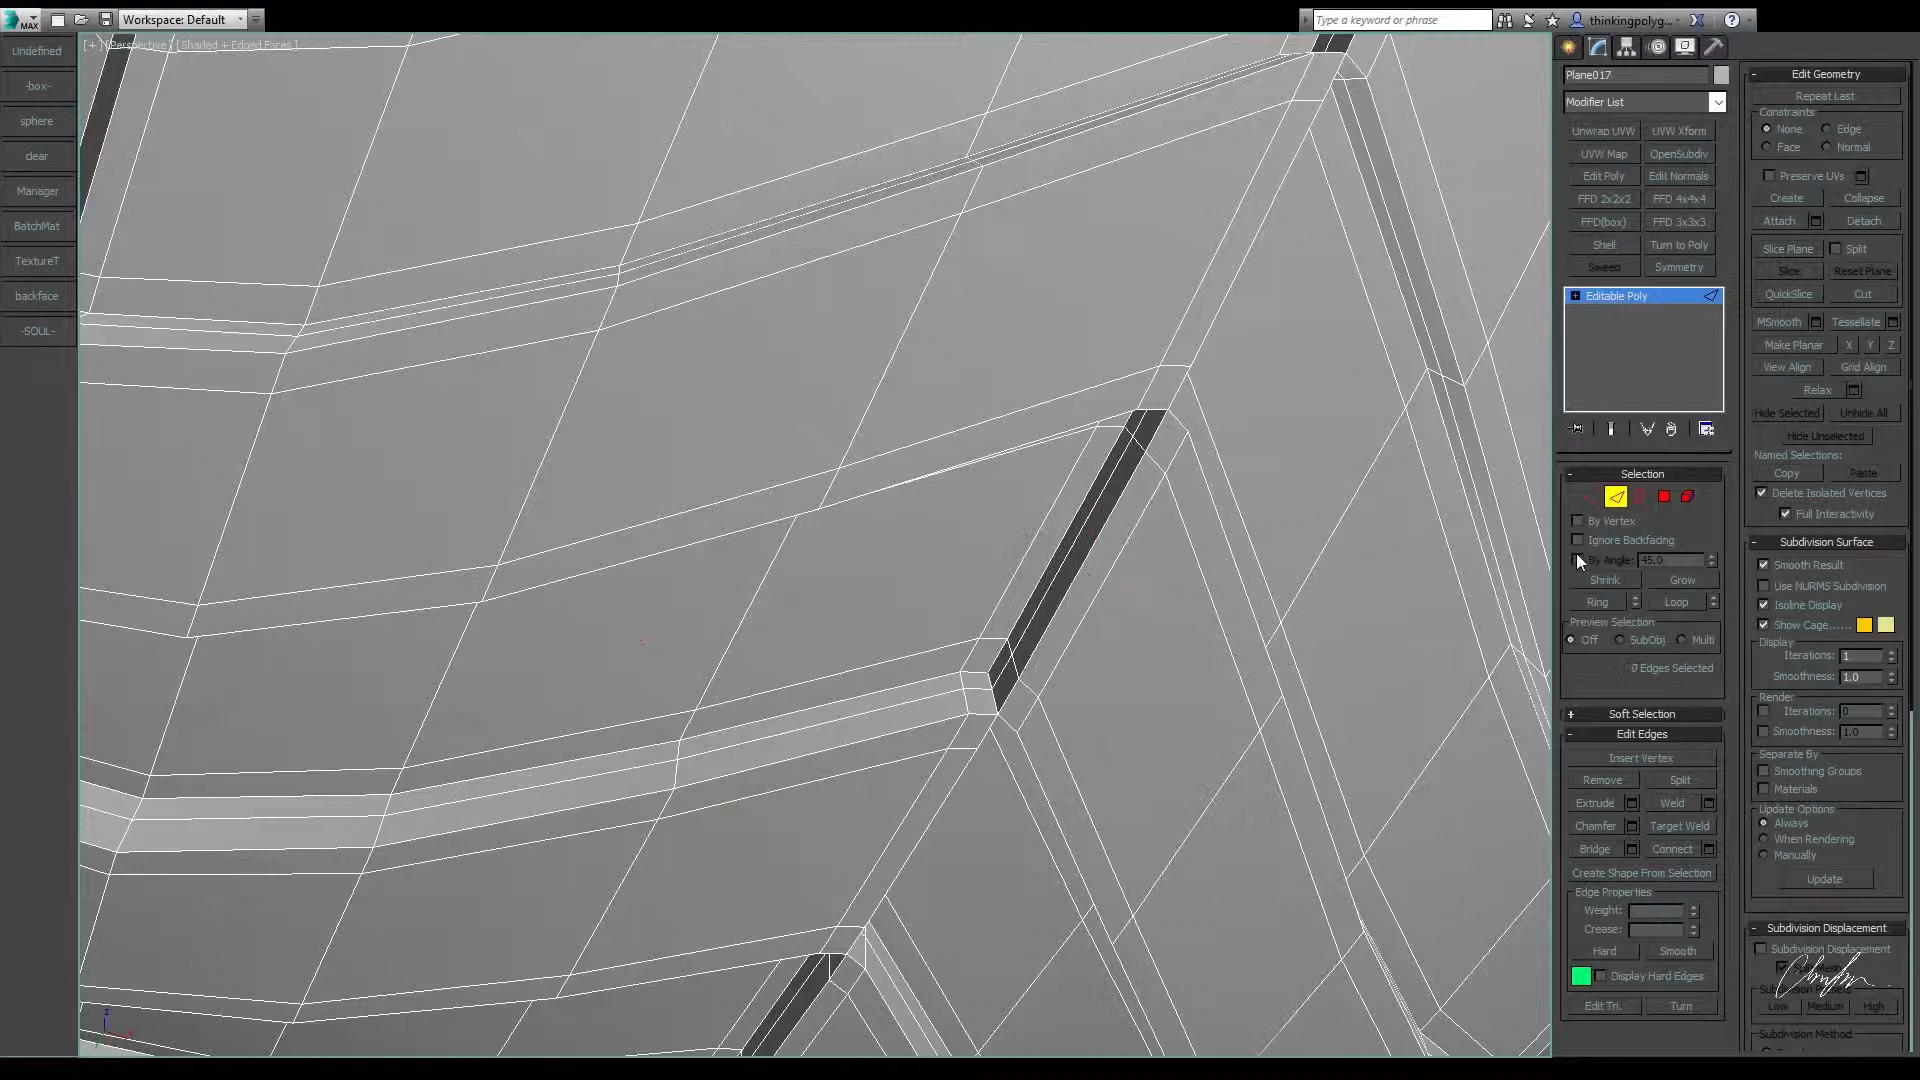 MAX
Workspace: Default
Type a keyword or phrase
thinkingpolyg...
Undefined
-box-
sphere
clear
Manager
BatchMat
TextureT
backface
-SOUL-
[+] [Perspective] [Shaded + Edged Faces]
Plane017
Modifier List
Unwrap UVW
UVW Xform
UVW Map
OpenSubdiv
Edit Poly
Edit Normals
FFD 2x2x2
FFD 4x4x4
FFD(box)
FFD 3x3x3
Shell
Turn to Poly
Sweep
Symmetry
Editable Poly
Selection
By Vertex
Ignore Backfacing
By Angle: 45.0
Shrink
Grow
Ring
Loop
Preview Selection
Off
SubObj
Multi
0 Edges Selected
Soft Selection
Edit Edges
Insert Vertex
Remove
Split
Extrude
Weld
Chamfer
Target Weld
Bridge
Connect
Create Shape From Selection
Edge Properties
Weight:
Crease:
Hard
Smooth
Display Hard Edges
Edit Tri.
Turn
Edit Geometry
Repeat Last
Constraints
None
Edge
Face
Normal
Preserve UVs
Create
Collapse
Attach
Detach
Slice Plane
Split
Slice
Reset Plane
QuickSlice
Cut
MSmooth
Tessellate
Make Planar
X
Y
Z
View Align
Grid Align
Relax
Hide Selected
Unhide All
Hide Unselected
Named Selections:
Copy
Paste
Delete Isolated Vertices
Full Interactivity
Subdivision Surface
Smooth Result
Use NURMS Subdivision
Isoline Display
Show Cage......
Display
Iterations: 1
Smoothness: 1.0
Render
Iterations: 0
Smoothness: 1.0
Separate By
Smoothing Groups
Materials
Update Options
Always
When Rendering
Manually
Update
Subdivision Displacement
Subdivision Displacement
Low
Medium
High
Subdivision Method
z
x